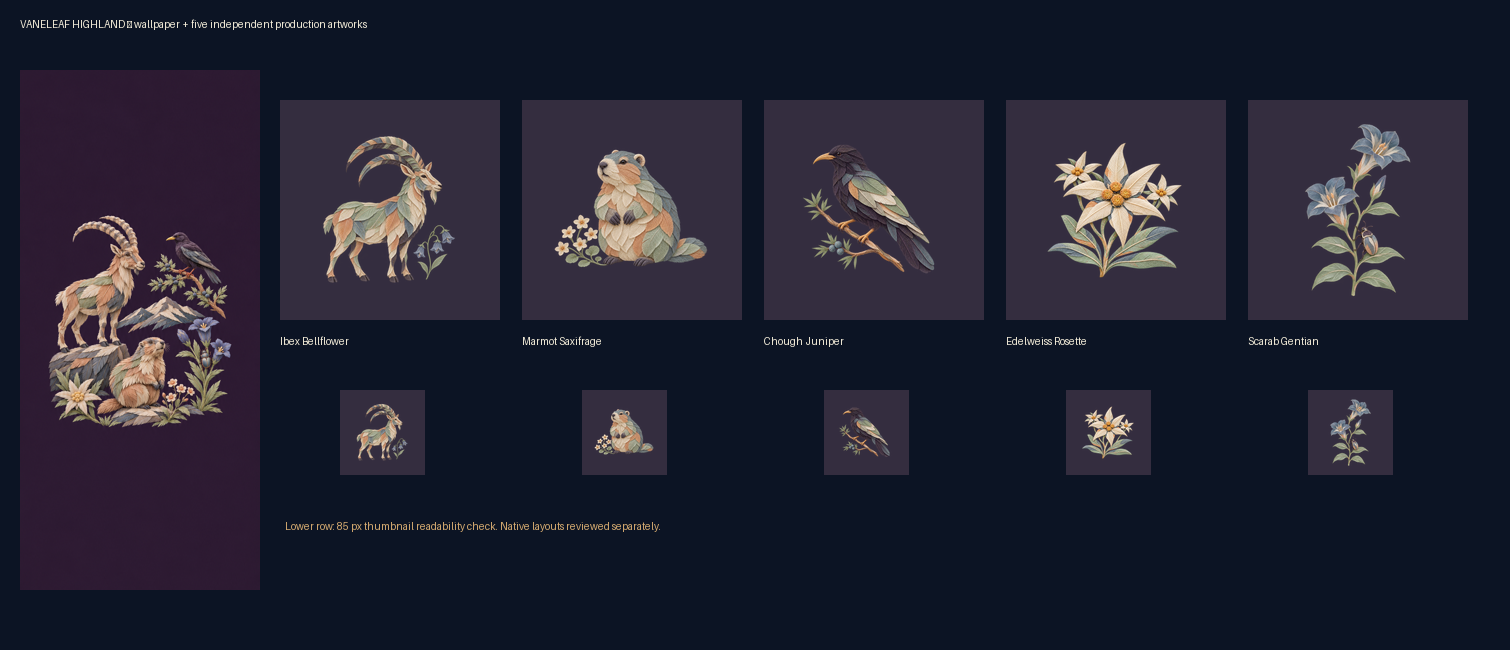 VANELEAF HIGHLAND▯wallpaper + five independent production artworks
Ibex Bellflower
Marmot Saxifrage
Chough Juniper
Edelweiss Rosette
Scarab Gentian
Lower row: 85 px thumbnail readability check. Native layouts reviewed separately.